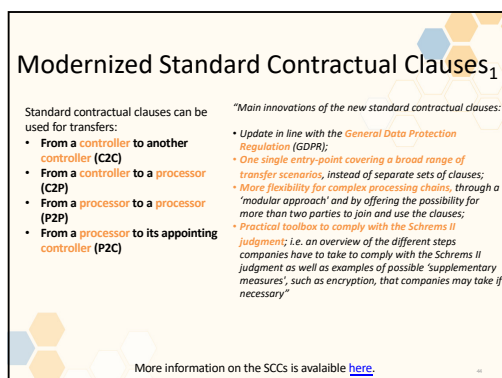 Modernized Standard Contractual Clauses1
Standard contractual clauses can be
used for transfers:
• From a controller to another
controller (C2C)
• From a controller to a processor
(C2P)
• From a processor to a processor
(P2P)
• From a processor to its appointing
controller (P2C)
“Main innovations of the new standard contractual clauses:
• Update in line with the General Data Protection
Regulation (GDPR);
• One single entry-point covering a broad range of
transfer scenarios, instead of separate sets of clauses;
• More flexibility for complex processing chains, through a
‘modular approach’ and by offering the possibility for
more than two parties to join and use the clauses;
• Practical toolbox to comply with the Schrems II
judgment; i.e. an overview of the different steps
companies have to take to comply with the Schrems II
judgment as well as examples of possible ‘supplementary
measures’, such as encryption, that companies may take if
necessary”
More information on the SCCs is avalaible here.